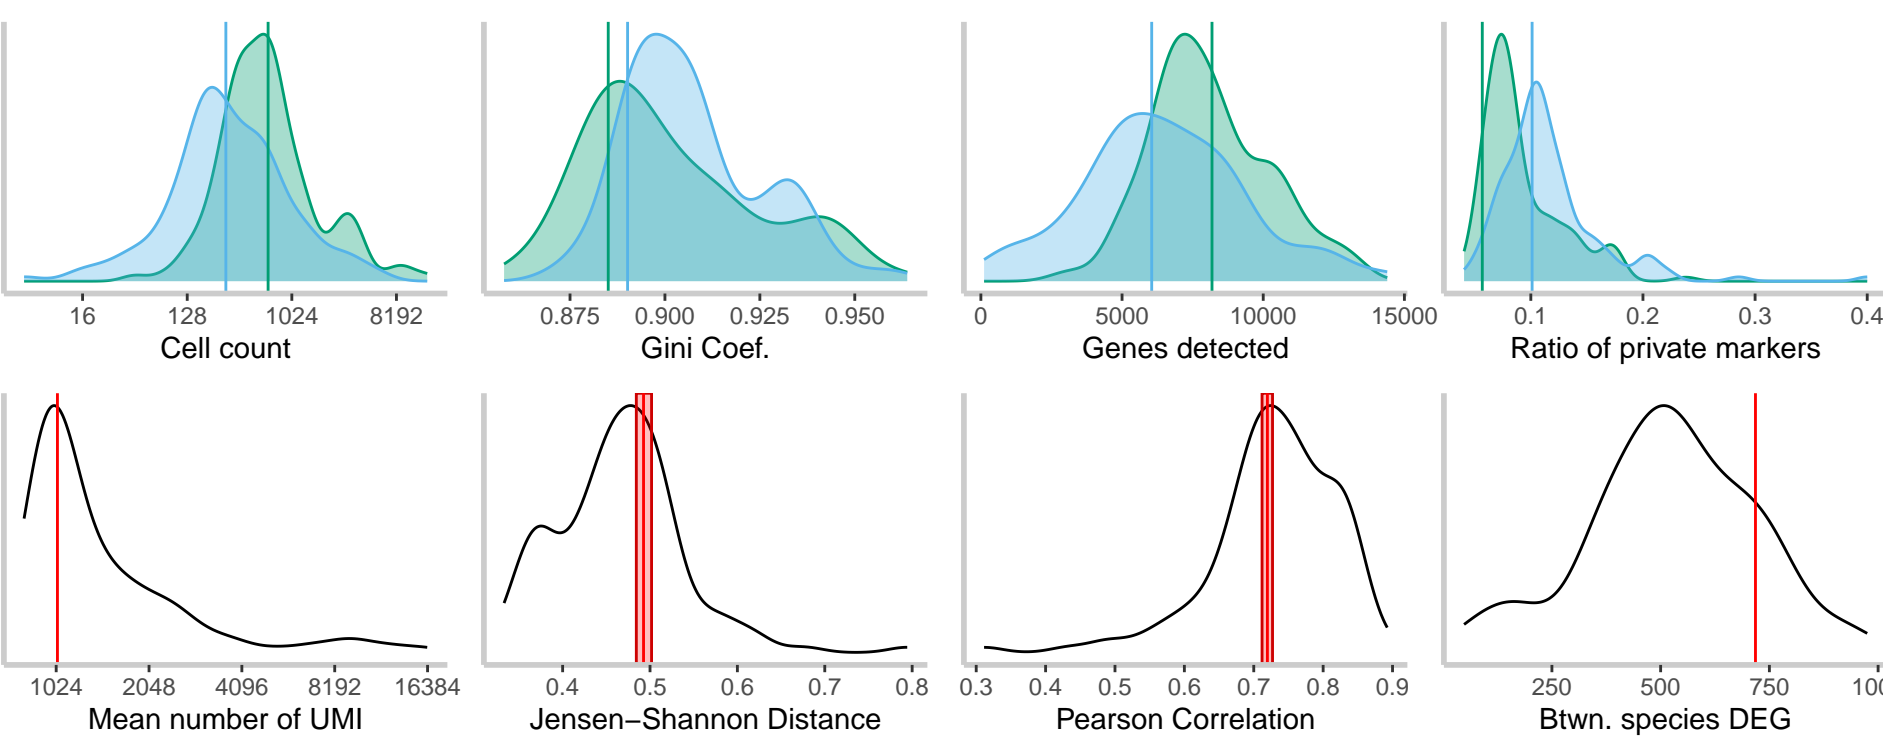 16 128 1024 8192
Cell count
0.875 0.900 0.925 0.950
Gini Coef.
0 5000 10000 15000
Genes detected
0.1 0.2 0.3 0.4
Ratio of private markers
1024 2048 4096 8192 16384
Mean number of UMI
0.4 0.5 0.6 0.7 0.8
Jensen−Shannon Distance
0.3 0.4 0.5 0.6 0.7 0.8 0.9
Pearson Correlation
250 500 750
Btwn. species DEG